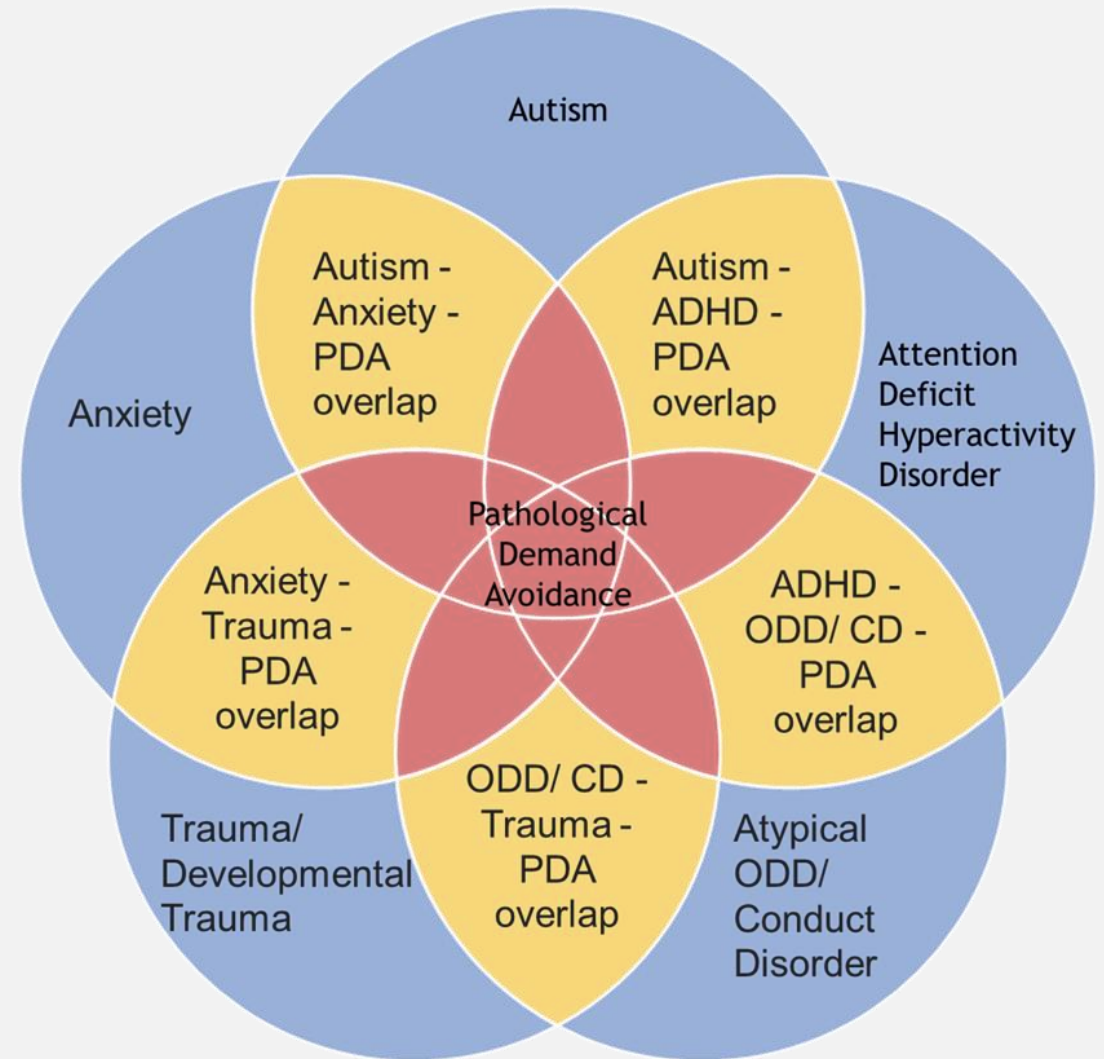 Autism
Autism -
Anxiety -
PDA
overlap
Autism -
ADHD -
PDA
overlap
Attention
Deficit
Hyperactivity
Disorder
Anxiety
Pathological
Demand
Avoidance
Anxiety -
Trauma -
PDA
overlap
ADHD -
ODD/ CD -
PDA
overlap
ODD/ CD -
Trauma -
PDA
overlap
Trauma/
Developmental
Trauma
Atypical
ODD/
Conduct
Disorder